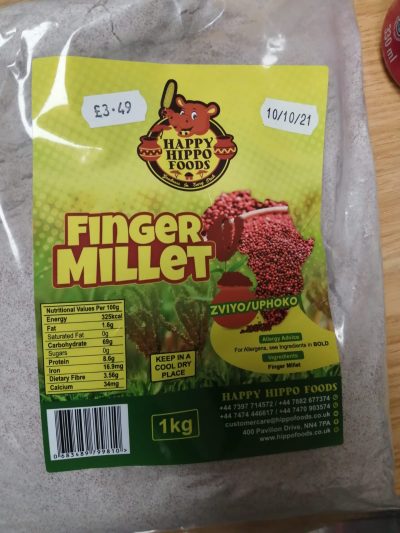 £3.49
10/10/21
HAPPY
HIPPO
FOODS
FINGER
MILLET
ZVIYO/UPHOKO
Allergy Advice
For Allergens, see Ingredients in BOLD
Ingredients
Finger Millet
Nutritional Values Per 100g
Energy 325kcal
Fat 1.6g
Saturated Fat 0g
Carbohydrate 69g
Sugars 0g
Protein 8.6g
Iron 16.9mg
Dietary Fibre 3.56g
Calcium 34mg
KEEP IN A
COOL DRY
PLACE
1kg
HAPPY HIPPO FOODS
+44 7397 714572 / +44 7882 677374
+44 7474 446617 / +44 7470 903574
customercare@hippofoods.co.uk
400 Pavilion Drive, NN4 7PA
www.hippofoods.co.uk
0 683469 799810 >